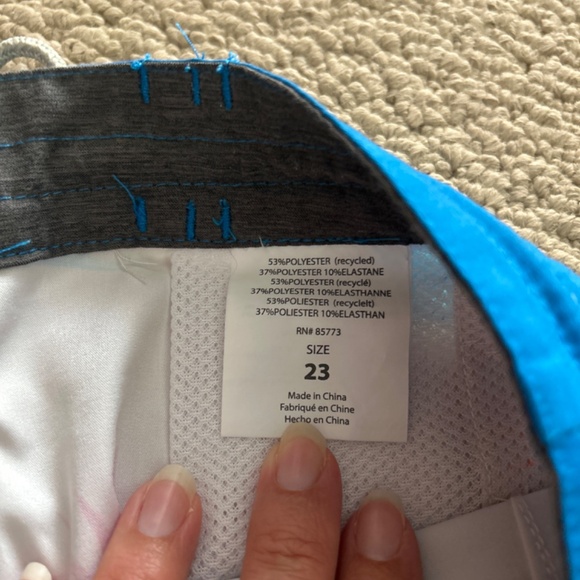 53%POLYESTER (recycled)
37%POLYESTER 10%ELASTANE
53%POLYESTER (recyclé)
37%POLYESTER 10%ELASTHANNE
53%POLIESTER (recyclelt)
37%POLIESTER 10%ELASTHAN
RN# 85773
SIZE
23
Made in China
Fabriqué en Chine
Hecho en China